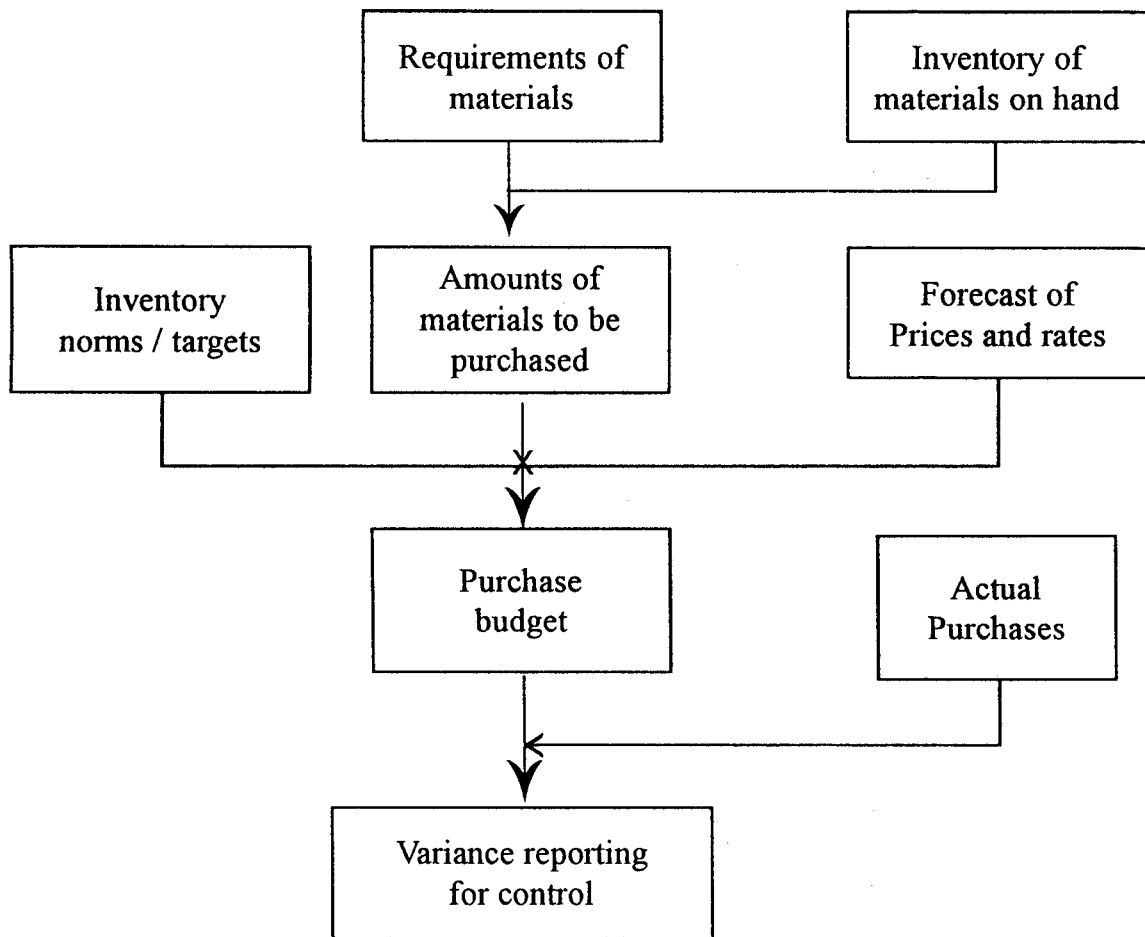 Requirements of
materials
Inventory of
materials on hand
Inventory
norms / targets
Amounts of
materials to be
purchased
Forecast of
Prices and rates
Purchase
budget
Actual
Purchases
Variance reporting
for control